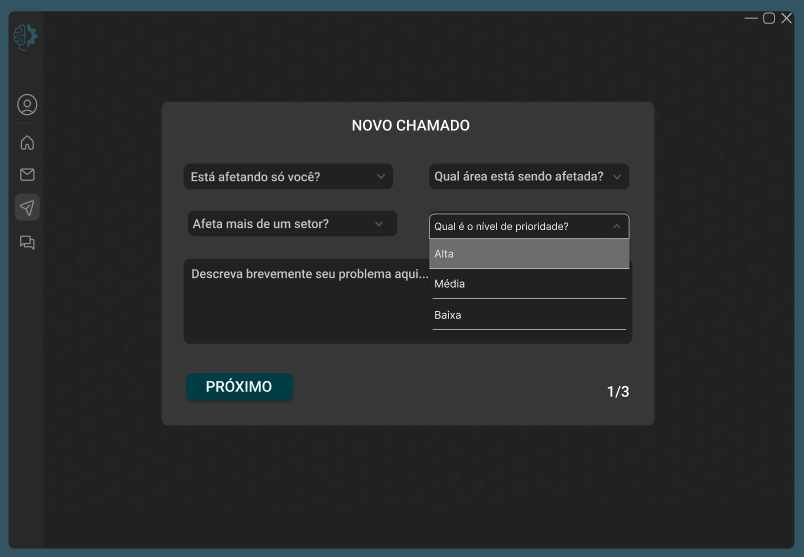 NOVO CHAMADO
Está afetando só você?
Qual área está sendo afetada?
Afeta mais de um setor?
Qual é o nível de prioridade?
Alta
Média
Baixa
Descreva brevemente seu problema aqui...
PRÓXIMO
1/3